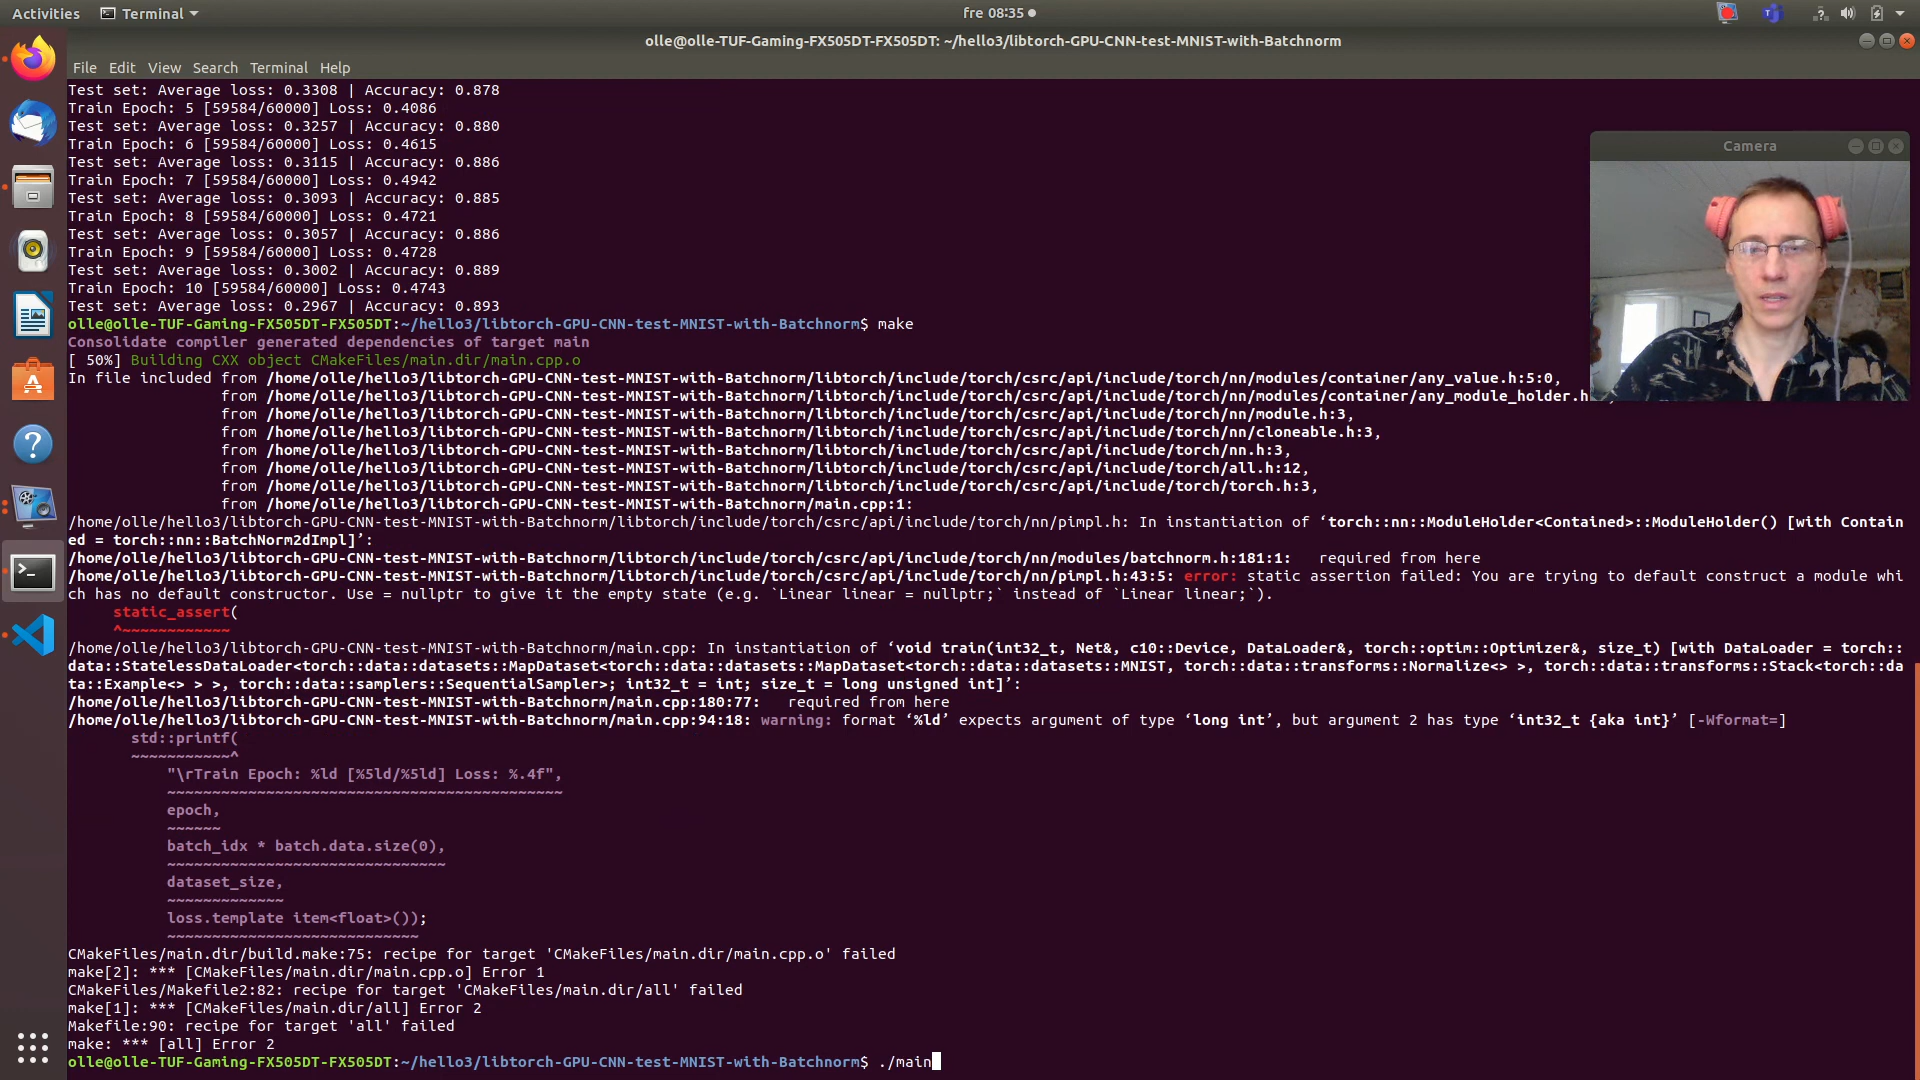 Activities Terminal fre 08:35
olle@olle-TUF-Gaming-FX505DT-FX505DT: ~/hello3/libtorch-GPU-CNN-test-MNIST-with-Batchnorm
File Edit View Search Terminal Help
Test set: Average loss: 0.3308 | Accuracy: 0.878
Train Epoch: 5 [59584/60000] Loss: 0.4086
Test set: Average loss: 0.3257 | Accuracy: 0.880
Train Epoch: 6 [59584/60000] Loss: 0.4615
Test set: Average loss: 0.3115 | Accuracy: 0.886
Train Epoch: 7 [59584/60000] Loss: 0.4942
Test set: Average loss: 0.3093 | Accuracy: 0.885
Train Epoch: 8 [59584/60000] Loss: 0.4721
Test set: Average loss: 0.3057 | Accuracy: 0.886
Train Epoch: 9 [59584/60000] Loss: 0.4728
Test set: Average loss: 0.3002 | Accuracy: 0.889
Train Epoch: 10 [59584/60000] Loss: 0.4743
Test set: Average loss: 0.2967 | Accuracy: 0.893
Camera
olle@olle-TUF-Gaming-FX505DT-FX505DT:~/hello3/libtorch-GPU-CNN-test-MNIST-with-Batchnorm$ make
Consolidate compiler generated dependencies of target main
[ 50%] Building CXX object CMakeFiles/main.dir/main.cpp.o
In file included from /home/olle/hello3/libtorch-GPU-CNN-test-MNIST-with-Batchnorm/libtorch/include/torch/csrc/api/include/torch/nn/modules/container/any_value.h:5:0,
from /home/olle/hello3/libtorch-GPU-CNN-test-MNIST-with-Batchnorm/libtorch/include/torch/csrc/api/include/torch/nn/modules/container/any_module_holder.h
from /home/olle/hello3/libtorch-GPU-CNN-test-MNIST-with-Batchnorm/libtorch/include/torch/csrc/api/include/torch/nn/module.h:3,
from /home/olle/hello3/libtorch-GPU-CNN-test-MNIST-with-Batchnorm/libtorch/include/torch/csrc/api/include/torch/nn/cloneable.h:3,
from /home/olle/hello3/libtorch-GPU-CNN-test-MNIST-with-Batchnorm/libtorch/include/torch/csrc/api/include/torch/nn.h:3,
from /home/olle/hello3/libtorch-GPU-CNN-test-MNIST-with-Batchnorm/libtorch/include/torch/csrc/api/include/torch/all.h:12,
from /home/olle/hello3/libtorch-GPU-CNN-test-MNIST-with-Batchnorm/libtorch/include/torch/csrc/api/include/torch/torch.h:3,
from /home/olle/hello3/libtorch-GPU-CNN-test-MNIST-with-Batchnorm/main.cpp:1:
/home/olle/hello3/libtorch-GPU-CNN-test-MNIST-with-Batchnorm/libtorch/include/torch/csrc/api/include/torch/nn/pimpl.h: In instantiation of ‘torch::nn::ModuleHolder<Contained>::ModuleHolder() [with Contain
ed = torch::nn::BatchNorm2dImpl]’:
/home/olle/hello3/libtorch-GPU-CNN-test-MNIST-with-Batchnorm/libtorch/include/torch/csrc/api/include/torch/nn/modules/batchnorm.h:181:1:   required from here
/home/olle/hello3/libtorch-GPU-CNN-test-MNIST-with-Batchnorm/libtorch/include/torch/csrc/api/include/torch/nn/pimpl.h:43:5: error: static assertion failed: You are trying to default construct a module whi
ch has no default constructor. Use = nullptr to give it the empty state (e.g. `Linear linear = nullptr;` instead of `Linear linear;`).
static_assert(
^~~~~~~~~~~~~
/home/olle/hello3/libtorch-GPU-CNN-test-MNIST-with-Batchnorm/main.cpp: In instantiation of ‘void train(int32_t, Net&, c10::Device, DataLoader&, torch::optim::Optimizer&, size_t) [with DataLoader = torch::
data::StatelessDataLoader<torch::data::datasets::MapDataset<torch::data::datasets::MapDataset<torch::data::datasets::MNIST, torch::data::transforms::Normalize<> >, torch::data::transforms::Stack<torch::da
ta::Example<> > >, torch::data::samplers::SequentialSampler>; int32_t = int; size_t = long unsigned int]’:
/home/olle/hello3/libtorch-GPU-CNN-test-MNIST-with-Batchnorm/main.cpp:180:77:   required from here
/home/olle/hello3/libtorch-GPU-CNN-test-MNIST-with-Batchnorm/main.cpp:94:18: warning: format ‘%ld’ expects argument of type ‘long int’, but argument 2 has type ‘int32_t {aka int}’ [-Wformat=]
std::printf(
~~~~~~~~~~~^
"\rTrain Epoch: %ld [%5ld/%5ld] Loss: %.4f",
~~~~~~~~~~~~~~~~~~~~~~~~~~~~~~~~~~~~~~~~~~~~
epoch,
~~~~~~
batch_idx * batch.data.size(0),
~~~~~~~~~~~~~~~~~~~~~~~~~~~~~~~
dataset_size,
~~~~~~~~~~~~~
loss.template item<float>());
~~~~~~~~~~~~~~~~~~~~~~~~~~~~
CMakeFiles/main.dir/build.make:75: recipe for target 'CMakeFiles/main.dir/main.cpp.o' failed
make[2]: *** [CMakeFiles/main.dir/main.cpp.o] Error 1
CMakeFiles/Makefile2:82: recipe for target 'CMakeFiles/main.dir/all' failed
make[1]: *** [CMakeFiles/main.dir/all] Error 2
Makefile:90: recipe for target 'all' failed
make: *** [all] Error 2
olle@olle-TUF-Gaming-FX505DT-FX505DT:~/hello3/libtorch-GPU-CNN-test-MNIST-with-Batchnorm$ ./main